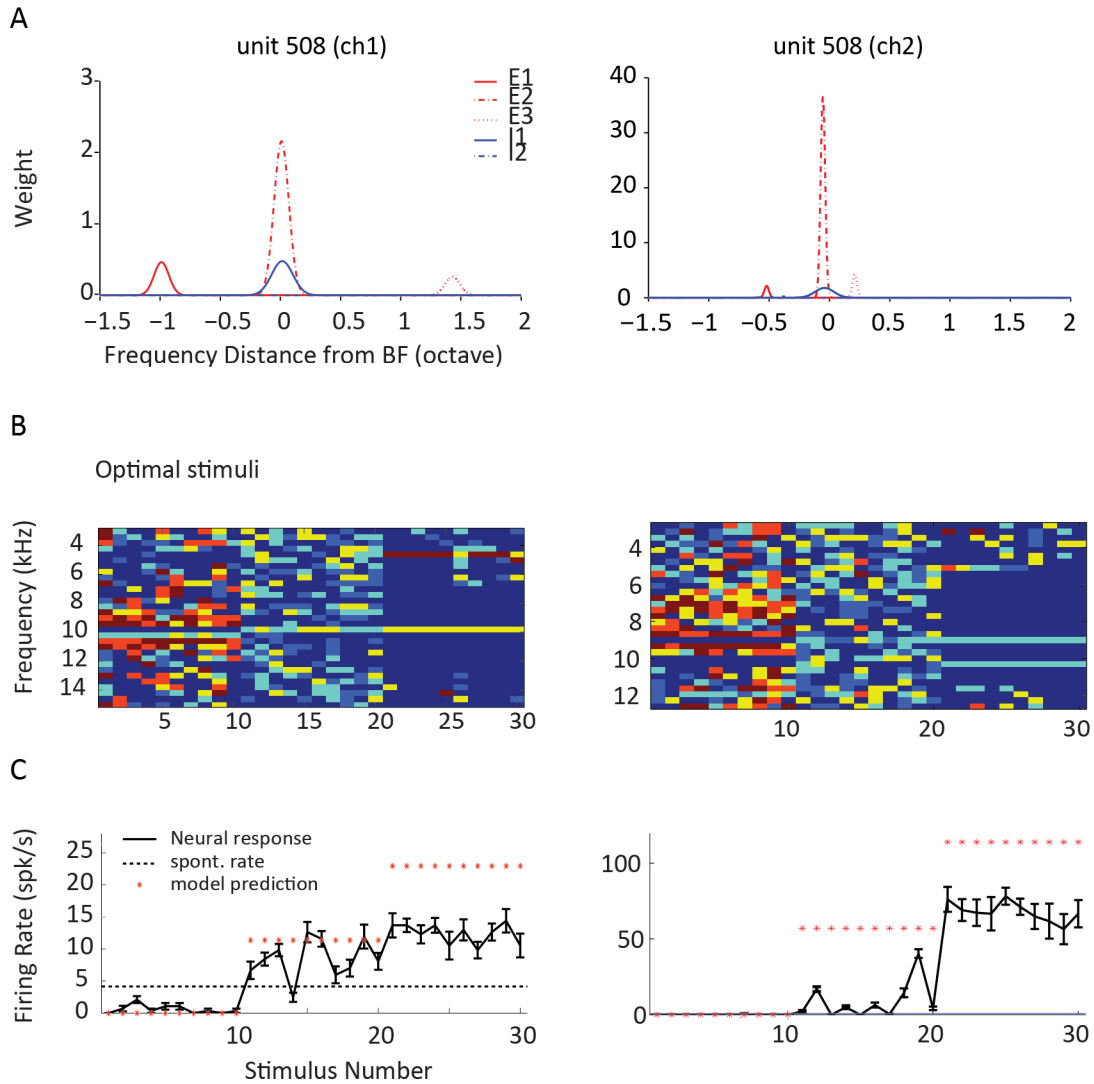 A
unit 508 (ch1)
unit 508 (ch2)
3
2
1
0
Weight
E1
E2
E3
I1
I2
−1.5 −1 −0.5 0 0.5 1 1.5 2
Frequency Distance from BF (octave)
40
30
20
10
0
−1.5 −1 −0.5 0 0.5 1 1.5 2
B
Optimal stimuli
Frequency (kHz)
4
6
8
10
12
14
5 10 15 20 25 30
4
6
8
10
12
10 20 30
C
Firing Rate (spk/s)
25
20
15
10
5
0
Neural response
spont. rate
model prediction
10 20 30
Stimulus Number
100
50
0
10 20 30